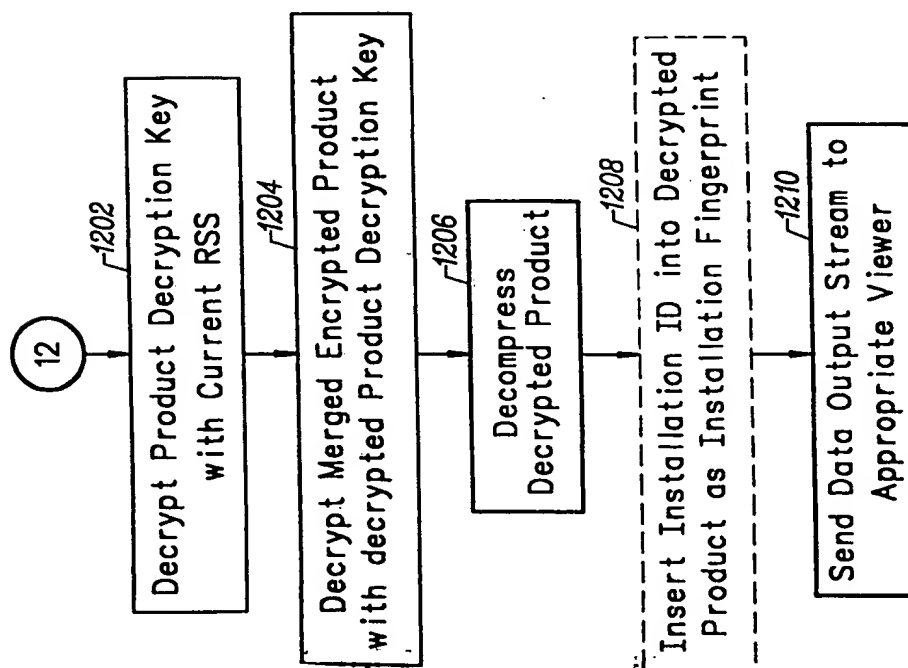 12
1202
Decrypt Product Decryption Key
with Current RSS
1204
Decrypt Merged Encrypted Product
with decrypted Product Decryption Key
1206
Decompress
Decrypted Product
1208
Insert Installation ID into Decrypted
Product as Installation Fingerprint
1210
Send Data Output Stream to
Appropriate Viewer